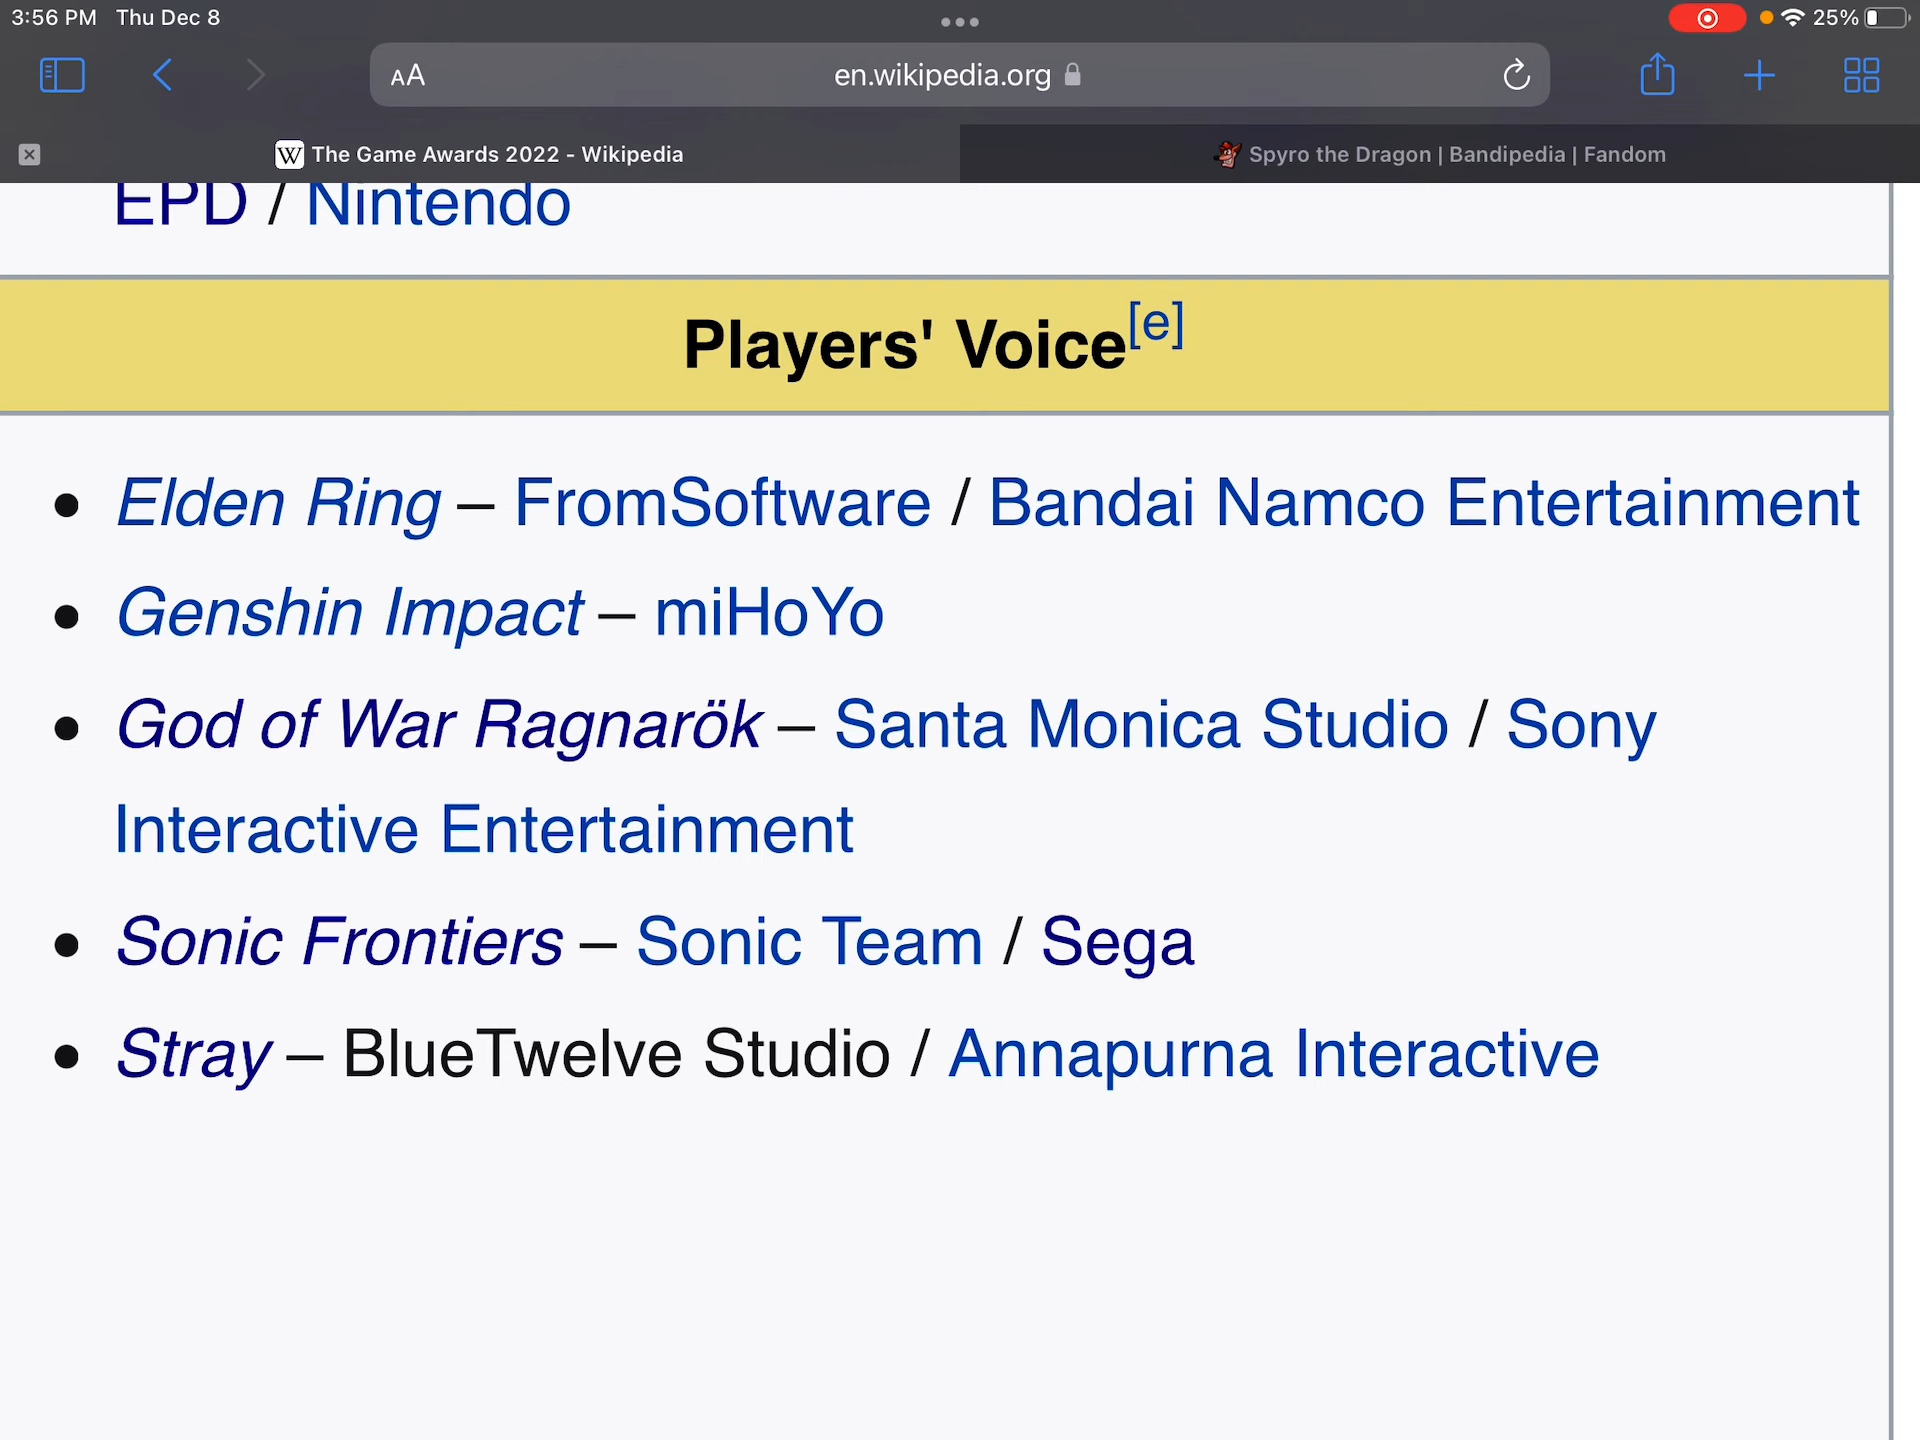 3:56 PM Thu Dec 8
25%
AA
en.wikipedia.org
W The Game Awards 2022 - Wikipedia
Spyro the Dragon | Bandipedia | Fandom
EPD / Nintendo
Players' Voice[e]
• Elden Ring – FromSoftware / Bandai Namco Entertainment
• Genshin Impact – miHoYo
• God of War Ragnarök – Santa Monica Studio / Sony
Interactive Entertainment
• Sonic Frontiers – Sonic Team / Sega
• Stray – BlueTwelve Studio / Annapurna Interactive